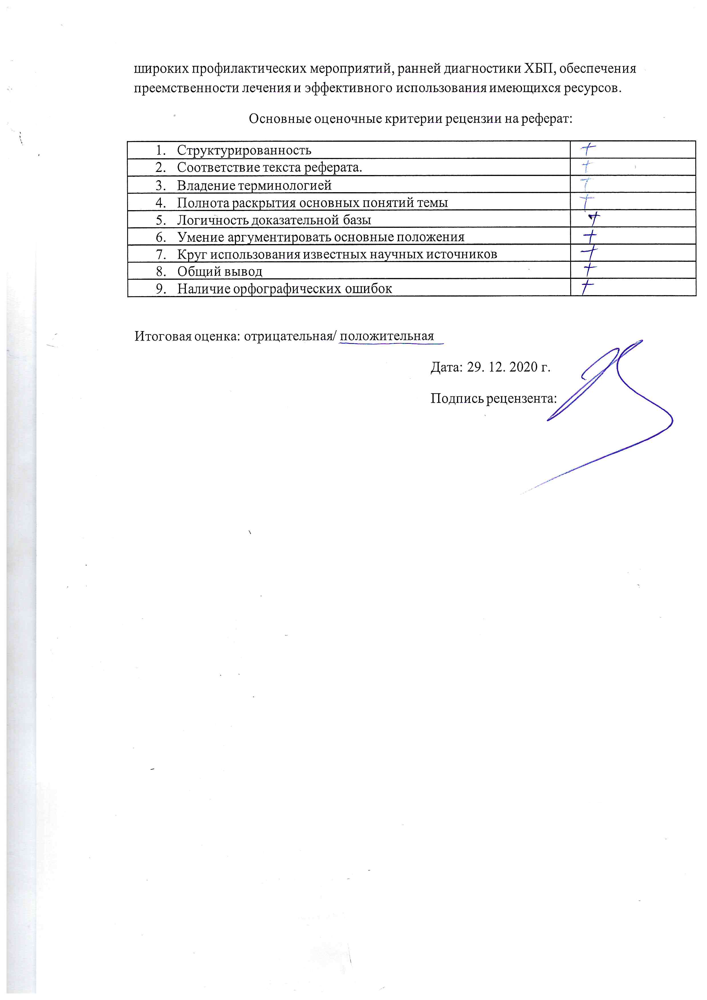 широких профилактических мероприятий, ранней диагностики ХБП, обеспечения
преемственности лечения и эффективного использования имеющихся ресурсов.
Основные оценочные критерии рецензии на реферат:
1. Структурированность +
2. Соответствие текста реферата. +
3. Владение терминологией +
4. Полнота раскрытия основных понятий темы +
5. Логичность доказательной базы +
6. Умение аргументировать основные положения +
7. Круг использования известных научных источников +
8. Общий вывод +
9. Наличие орфографических ошибок +
Итоговая оценка: отрицательная/ положительная
Дата: 29. 12. 2020 г.
Подпись рецензента: